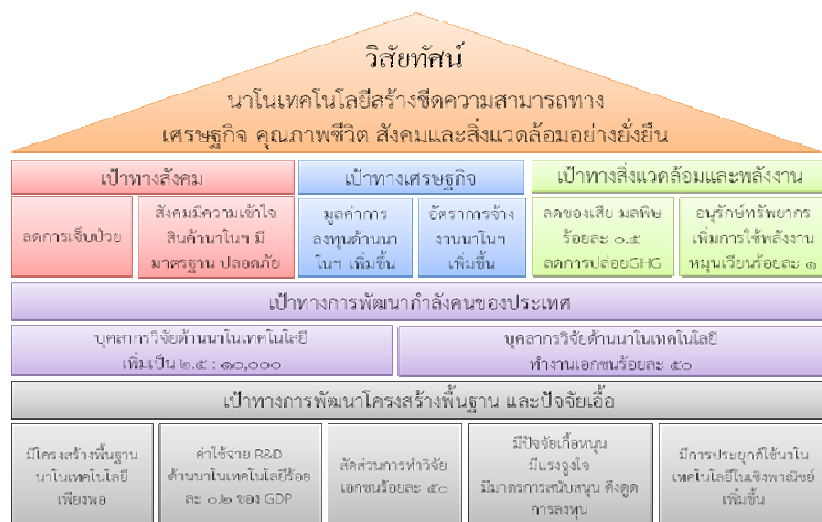 วิสัยทัศน์
นาโนเทคโนโลยีสร้างขีดความสามารถทาง
เศรษฐกิจ คุณภาพชีวิต สังคมและสิ่งแวดล้อมอย่างยั่งยืน
เป้าทางสังคม
เป้าทางเศรษฐกิจ
เป้าทางสิ่งแวดล้อมและพลังงาน
ลดการเจ็บป่วย
สังคมมีความเข้าใจ
สินค้านาโนฯ มี
มาตรฐาน ปลอดภัย
มูลค่าการ
ลงทุนด้านนา
โนฯ เพิ่มขึ้น
อัตราการจ้าง
งานนาโนฯ
เพิ่มขึ้น
ลดของเสีย มลพิษ
ร้อยละ ๐.๕
ลดการปล่อยGHG
อนุรักษ์ทรัพยากร
เพิ่มการใช้พลังงาน
หมุนเวียนร้อยละ ๑
เป้าทางการพัฒนากำลังคนของประเทศ
บุคลากรวิจัยด้านนาโนเทคโนโลยี
เพิ่มเป็น ๒.๕ : ๑๐,๐๐๐
บุคลากรวิจัยด้านนาโนเทคโนโลยี
ทำงานเอกชนร้อยละ ๕๐
เป้าทางการพัฒนาโครงสร้างพื้นฐาน และปัจจัยเอื้อ
มีโครงสร้างพื้นฐาน
นาโนเทคโนโลยี
เพียงพอ
ค่าใช้จ่าย R&D
ด้านนาโนเทคโนโลยีร้อย
ละ ๐.๒ ของ GDP
สัดส่วนการทำวิจัย
เอกชนร้อยละ ๕๐
มีปัจจัยเกื้อหนุน
มีแรงจูงใจ
มีมาตรการสนับสนุน ดึงดูด
การลงทุน
มีการประยุกต์ใช้นาโน
เทคโนโลยีในเชิงพาณิชย์
เพิ่มขึ้น